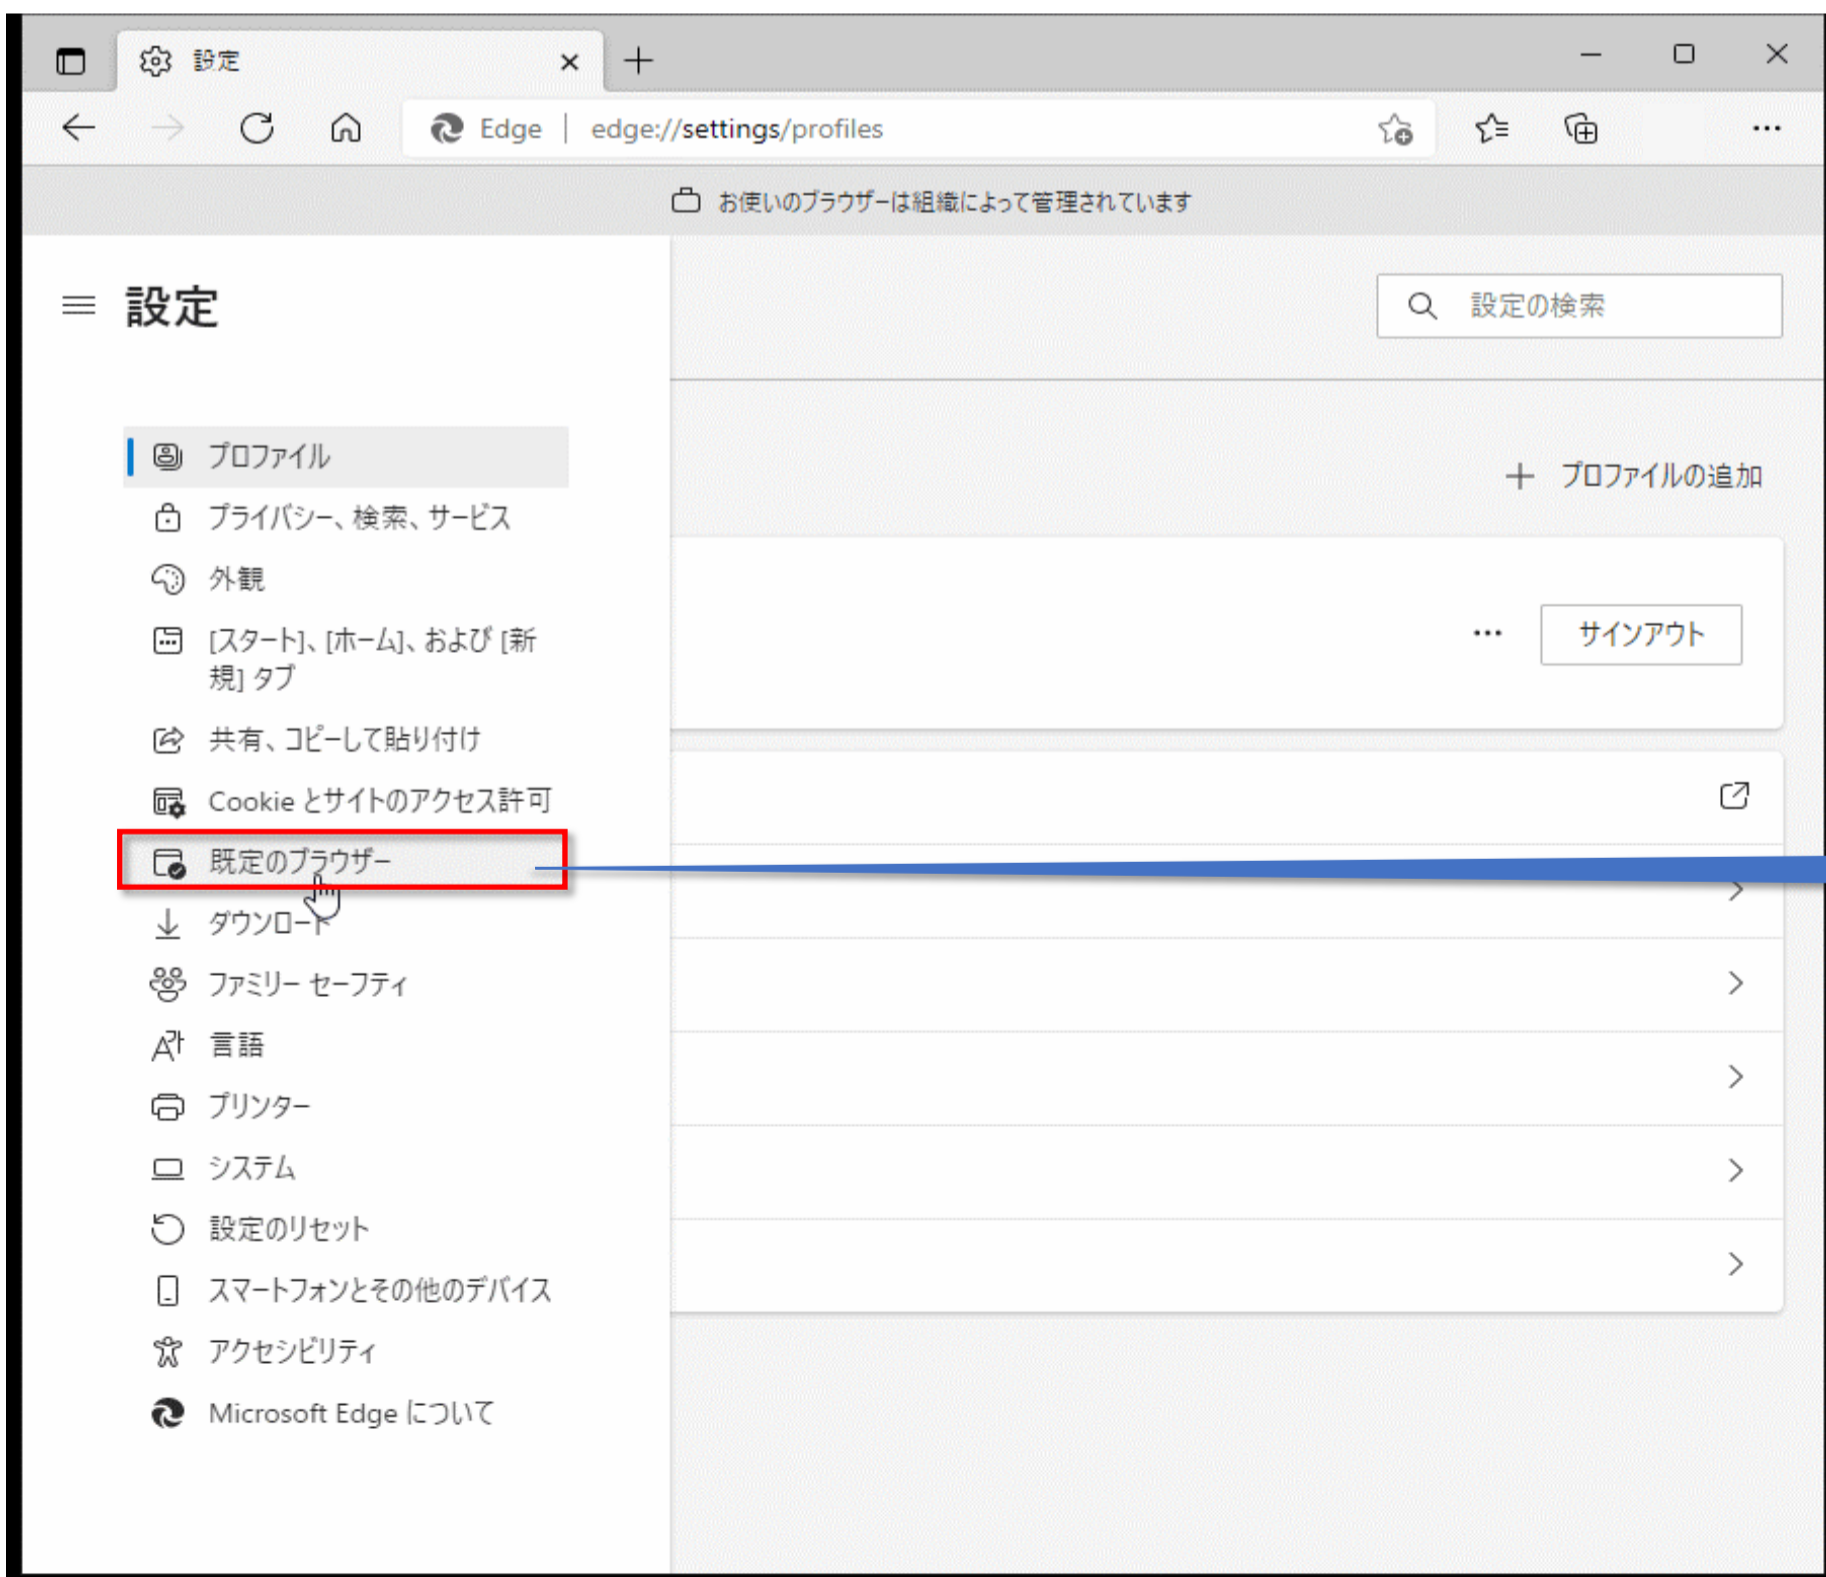 設定
Edge | edge://settings/profiles
お使いのブラウザーは組織によって管理されています
設定
設定の検索
プロファイル
プロファイルの追加
プライバシー、検索、サービス
外観
[スタート]、[ホーム]、および [新
規] タブ
サインアウト
共有、コピーして貼り付け
Cookie とサイトのアクセス許可
既定のブラウザー
ダウンロード
ファミリー セーフティ
言語
プリンター
システム
設定のリセット
スマートフォンとその他のデバイス
アクセシビリティ
Microsoft Edge について